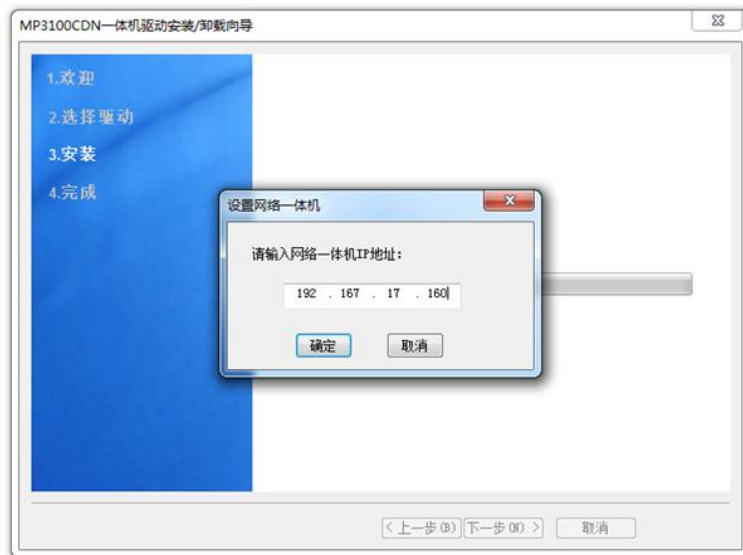 MP3100CDN一体机驱动安装/卸载向导
1.欢迎
2.选择驱动
3.安装
4.完成
设置网络一体机
请输入网络一体机IP地址：
192 . 167 . 17 . 160
确定 取消
< 上一步(B) 下一步(N) > 取消